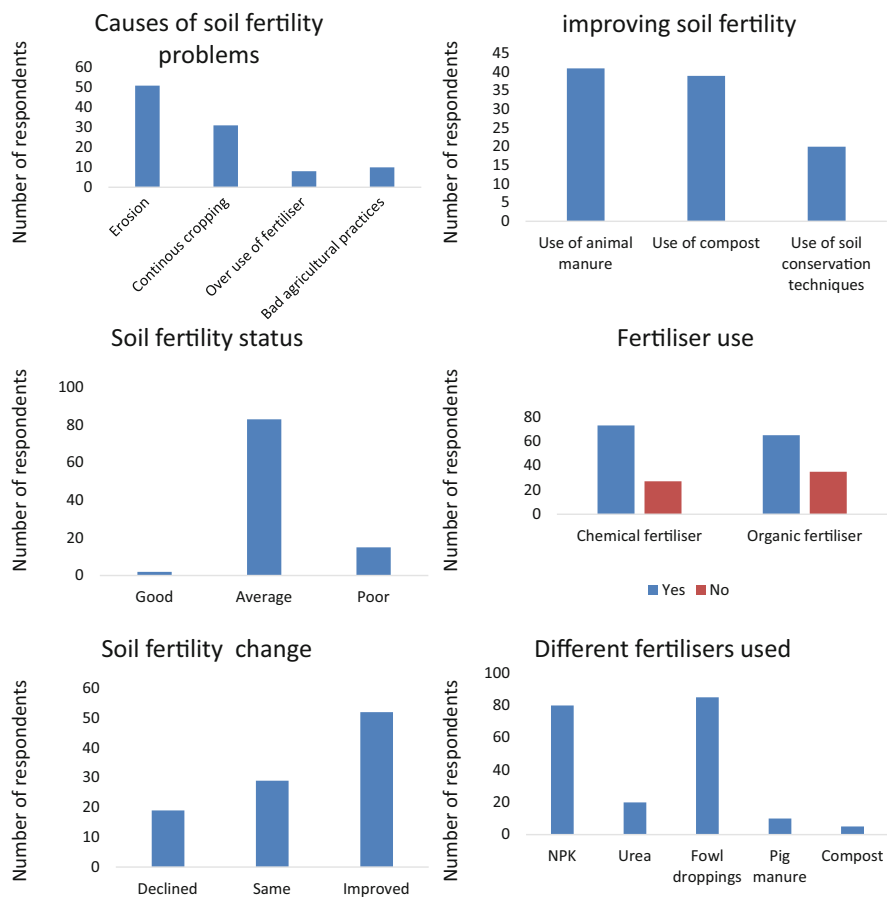 Causes of soil fertility
problems
Number of respondents
60
50
40
30
20
10
0
Erosion
Continous cropping
Over use of fertiliser
Bad agricultural practices
improving soil fertility
Number of respondents
45
40
35
30
25
20
15
10
5
0
Use of animal
manure
Use of compost
Use of soil
conservation
techniques
Soil fertility status
Number of respondents
100
80
60
40
20
0
Good
Average
Poor
Fertiliser use
Number of respondents
80
60
40
20
0
Chemical fertiliser
Organic fertiliser
Yes
No
Soil fertility change
Number of respondents
60
50
40
30
20
10
0
Declined
Same
Improved
Different fertilisers used
Number of respondents
100
80
60
40
20
0
NPK
Urea
Fowl
droppings
Pig
manure
Compost